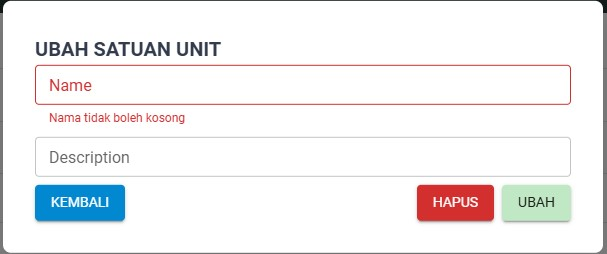 UBAH SATUAN UNIT
Name
Nama tidak boleh kosong
Description
KEMBALI HAPUS UBAH